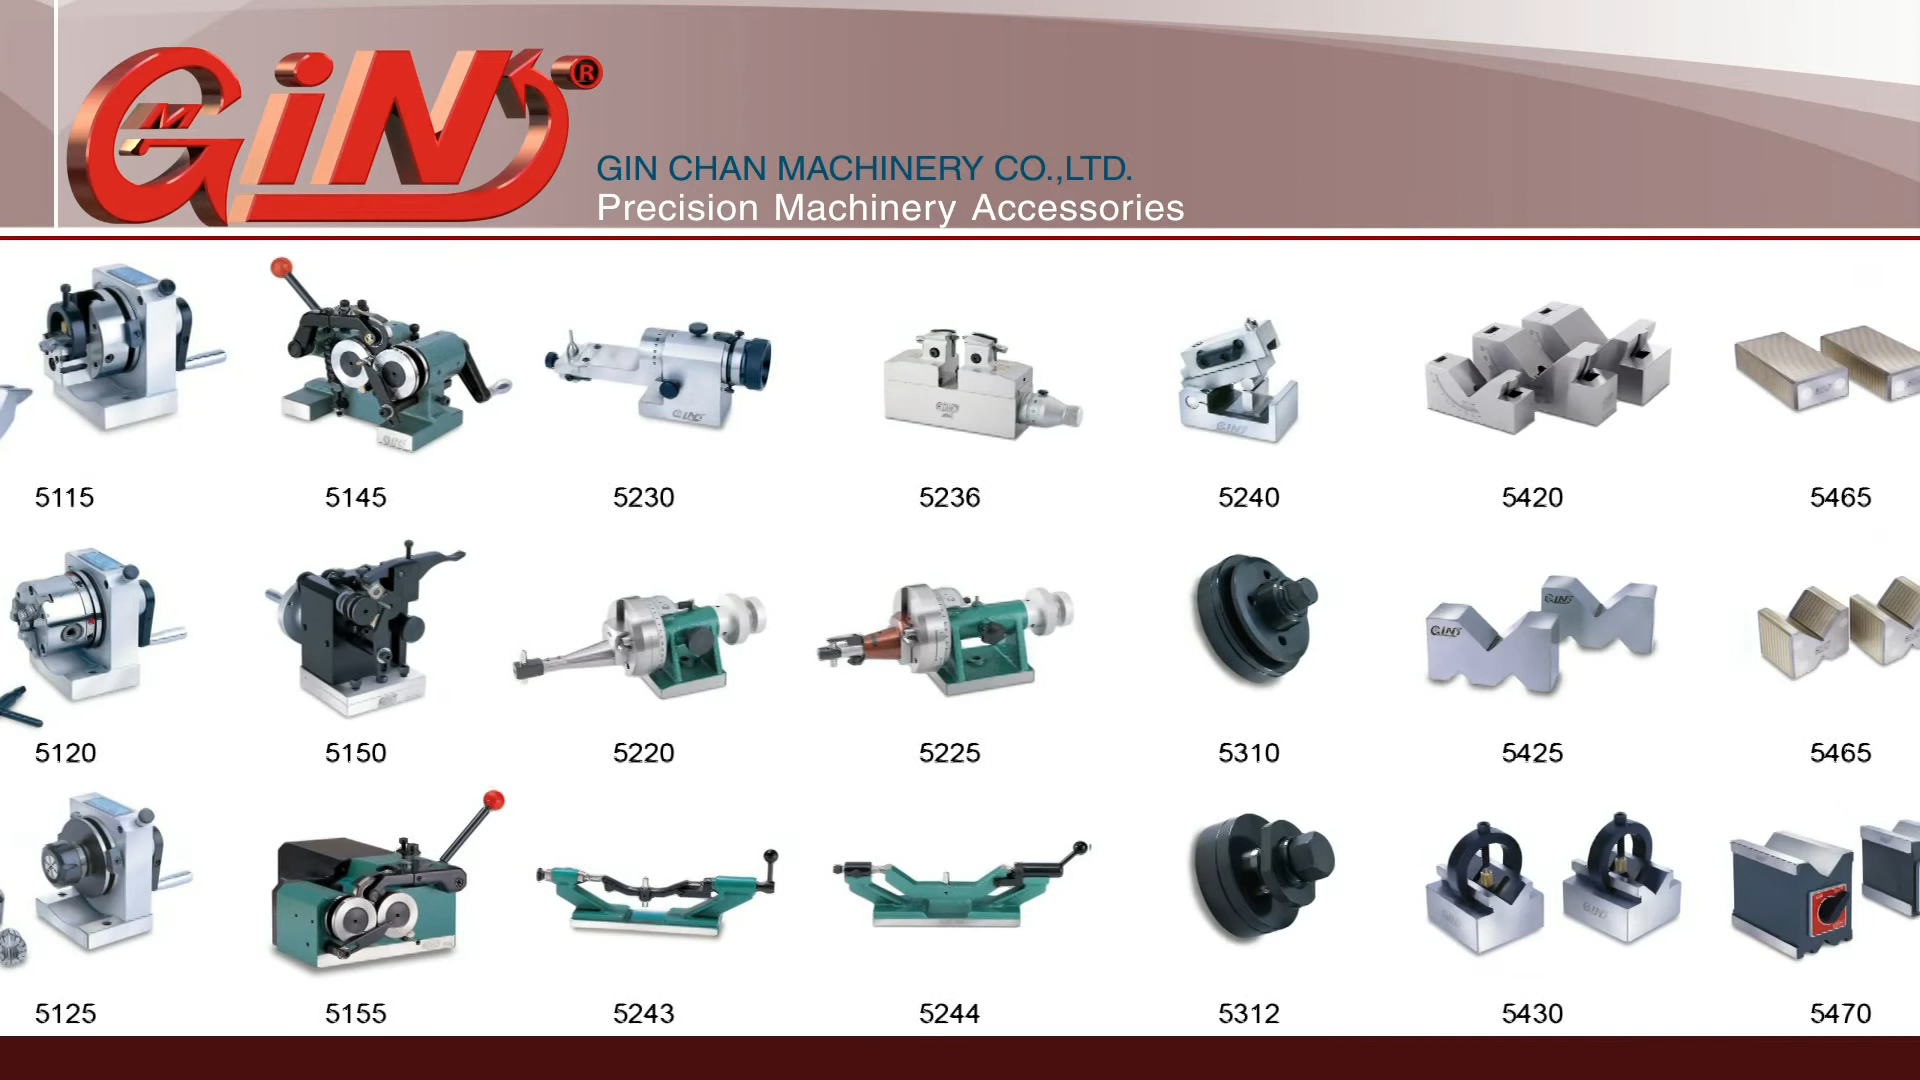 GiN ®
GIN CHAN MACHINERY CO.,LTD.
Precision Machinery Accessories
5115 5145 5230 5236 5240 5420 5465
5120 5150 5220 5225 5310 5425 5465
5125 5155 5243 5244 5312 5430 5470